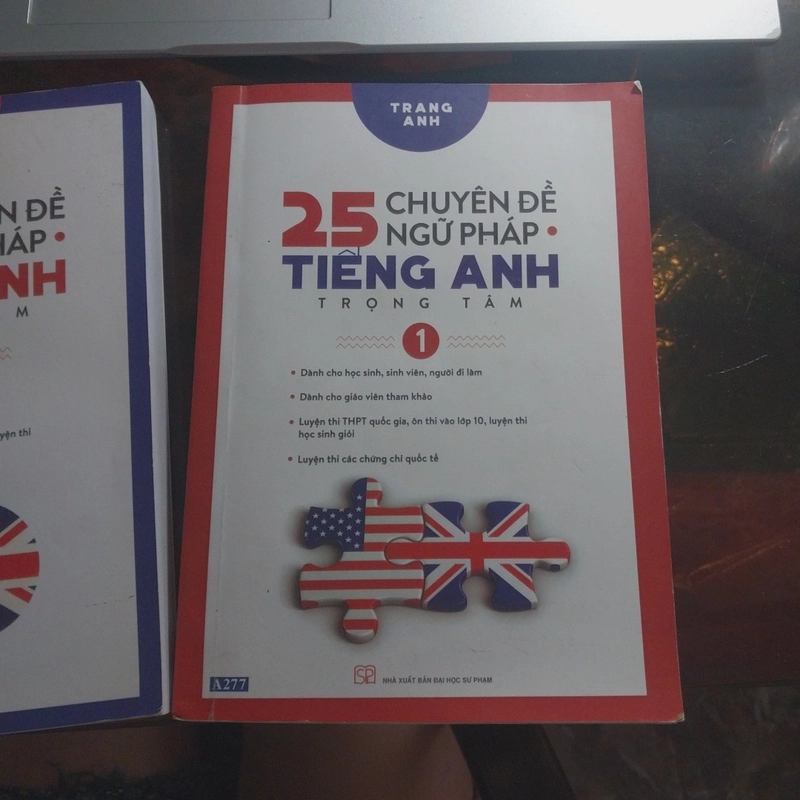 N ĐỀ
HÁP •
NH
M
yện thi
TRANG
ANH
25 CHUYÊN ĐỀ
NGỮ PHÁP •
TIẾNG ANH
TRỌNG TÂM
1
• Dành cho học sinh, sinh viên, người đi làm
• Dành cho giáo viên tham khảo
• Luyện thi THPT quốc gia, ôn thi vào lớp 10, luyện thi
học sinh giỏi
• Luyện thi các chứng chỉ quốc tế
A277
SP
NHÀ XUẤT BẢN ĐẠI HỌC SƯ PHẠM